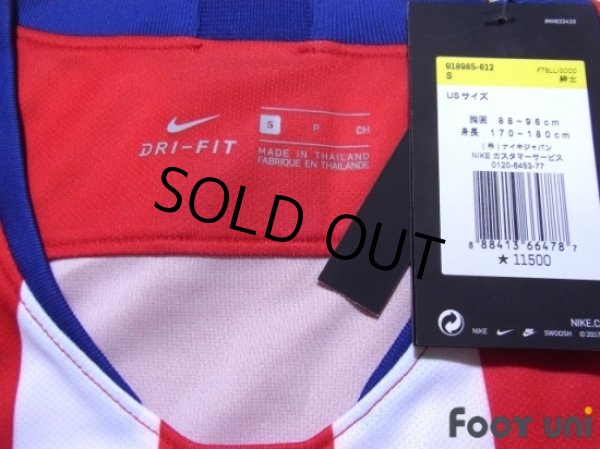 DRI-FIT
S P CH
MADE IN THAILAND
FABRIQUE EN THAILANDE
SOLD OUT
918985-612
S
USサイズ
胸囲 88~96cm
身長 170~180cm
(株)ナイキジャパン
NIKE カスタマーサービス
0120-6453-77
8 88413 66478 7
★11500
NIKE.C
NIKE SWOOSH © 2017
Foot uni